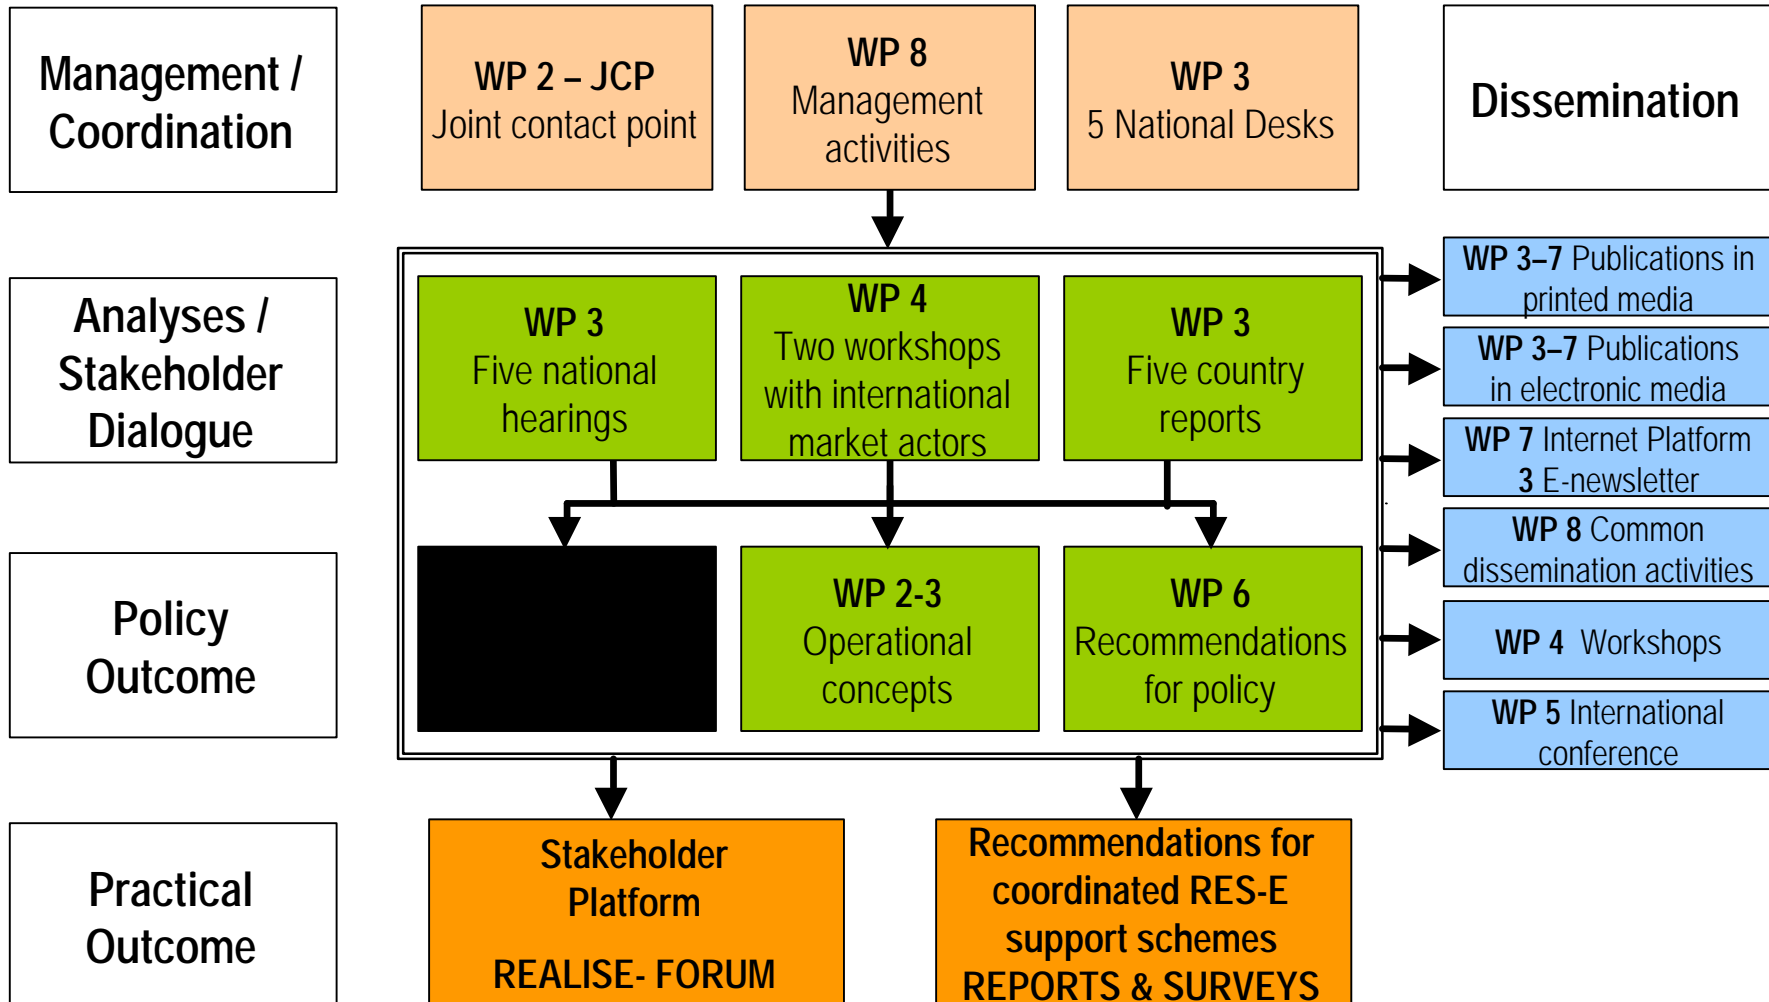 Management /
Coordination
WP 2 – JCP
Joint contact point
WP 8
Management
activities
WP 3
5 National Desks
Dissemination
Analyses /
Stakeholder
Dialogue
WP 3
Five national
hearings
WP 4
Two workshops
with international
market actors
WP 3
Five country
reports
WP 3–7 Publications in
printed media
WP 3–7 Publications
in electronic media
WP 7 Internet Platform
3 E-newsletter
WP 8 Common
dissemination activities
WP 4 Workshops
WP 5 International
conference
Policy
Outcome
WP 2-3
Operational
concepts
WP 6
Recommendations
for policy
Practical
Outcome
Stakeholder
Platform
REALISE- FORUM
Recommendations for
coordinated RES-E
support schemes
REPORTS & SURVEYS